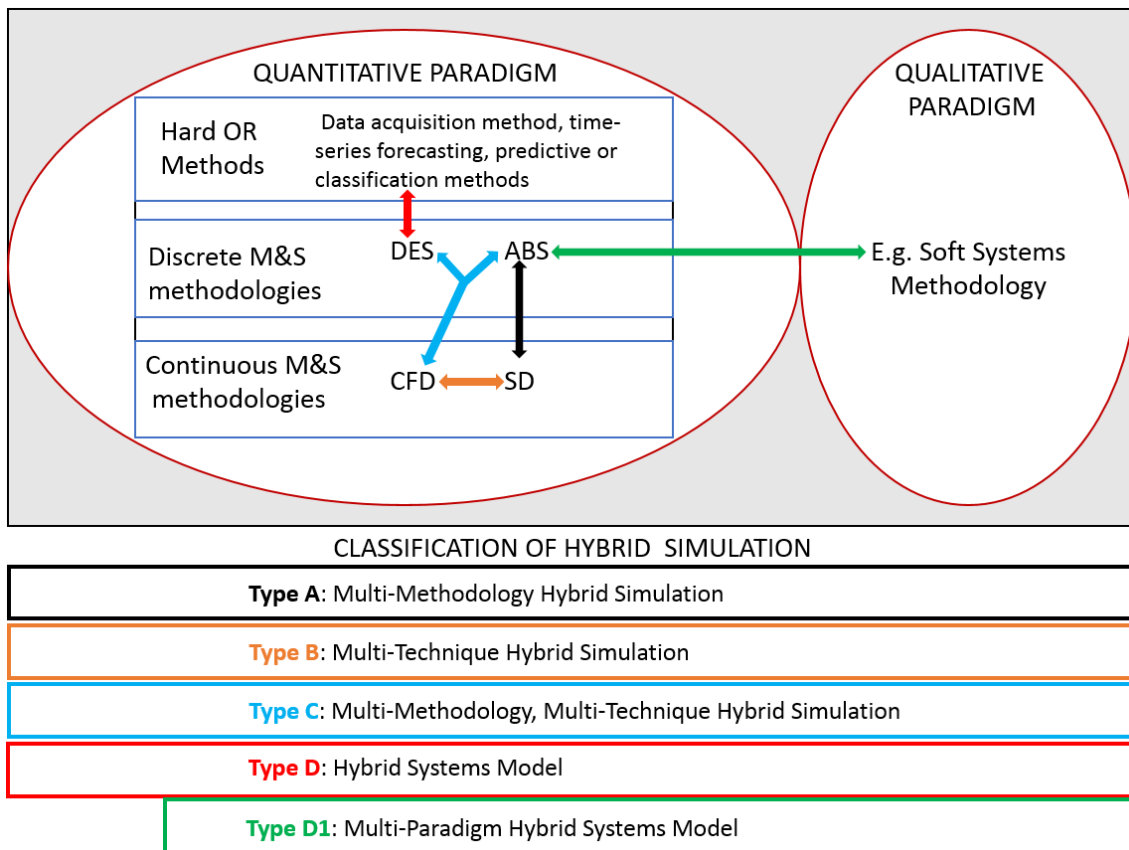 QUANTITATIVE PARADIGM
QUALITATIVE
PARADIGM
Hard OR
Methods
Data acquisition method, time-
series forecasting, predictive or
classification methods
Discrete M&S
methodologies
DES
ABS
E.g. Soft Systems
Methodology
Continuous M&S
methodologies
CFD
SD
CLASSIFICATION OF HYBRID SIMULATION
Type A: Multi-Methodology Hybrid Simulation
Type B: Multi-Technique Hybrid Simulation
Type C: Multi-Methodology, Multi-Technique Hybrid Simulation
Type D: Hybrid Systems Model
Type D1: Multi-Paradigm Hybrid Systems Model